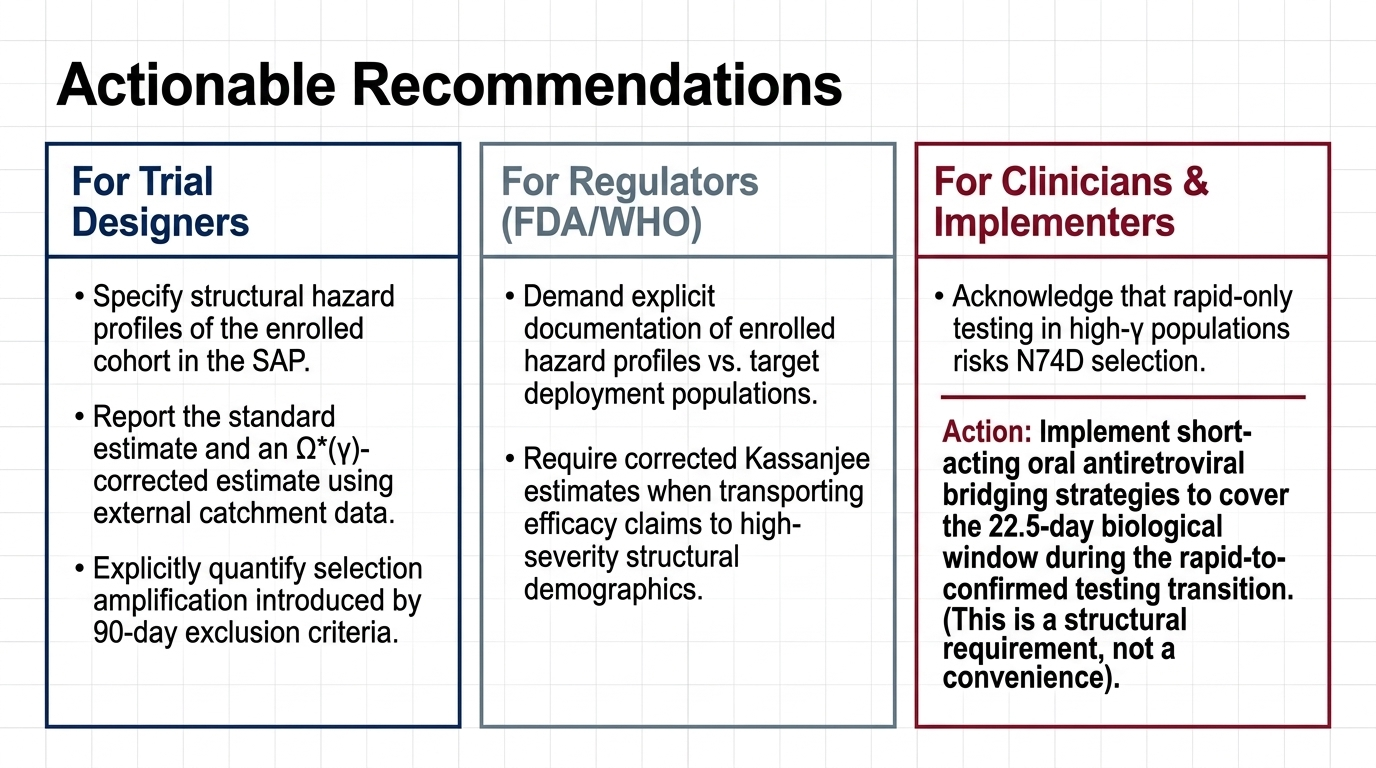 Actionable Recommendations
For Trial
Designers
• Specify structural hazard
profiles of the enrolled
cohort in the SAP.
• Report the standard
estimate and an Ω*(γ)-
corrected estimate using
external catchment data.
• Explicitly quantify selection
amplification introduced by
90-day exclusion criteria.
For Regulators
(FDA/WHO)
• Demand explicit
documentation of enrolled
hazard profiles vs. target
deployment populations.
• Require corrected Kassanjee
estimates when transporting
efficacy claims to high-
severity structural
demographics.
For Clinicians &
Implementers
• Acknowledge that rapid-only
testing in high-γ populations
risks N74D selection.
Action: Implement short-
acting oral antiretroviral
bridging strategies to cover
the 22.5-day biological
window during the rapid-to-
confirmed testing transition.
(This is a structural
requirement, not a
convenience).